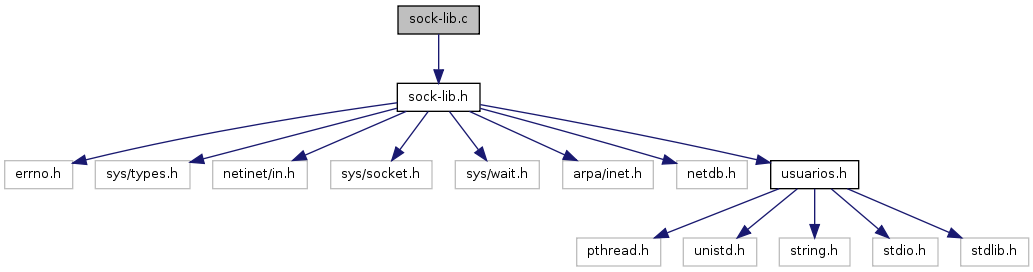 sock-lib.c
sock-lib.h
errno.h
sys/types.h
netinet/in.h
sys/socket.h
sys/wait.h
arpa/inet.h
netdb.h
usuarios.h
pthread.h
unistd.h
string.h
stdio.h
stdlib.h